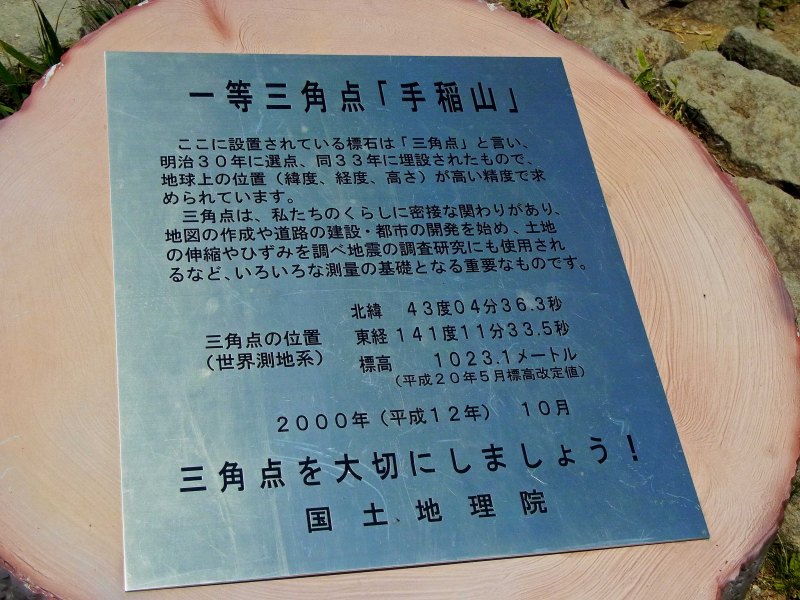 一等三角点「手稲山」
ここに設置されている標石は「三角点」と言い、
明治３０年に選点、同３３年に埋設されたもので、
地球上の位置（緯度、経度、高さ）が高い精度で求
められています。
三角点は、私たちのくらしに密接な関わりがあり、
地図の作成や道路の建設・都市の開発を始め、土地
の伸縮やひずみを調べ地震の調査研究にも使用され
るなど、いろいろな測量の基礎となる重要なものです。
北緯　４３度０４分３６.３秒
三角点の位置　東経１４１度１１分３３.５秒
（世界測地系）　標高　１０２３.１メートル
（平成２０年５月標高改定値）
２０００年（平成１２年）　１０月
三角点を大切にしましょう！
国土地理院